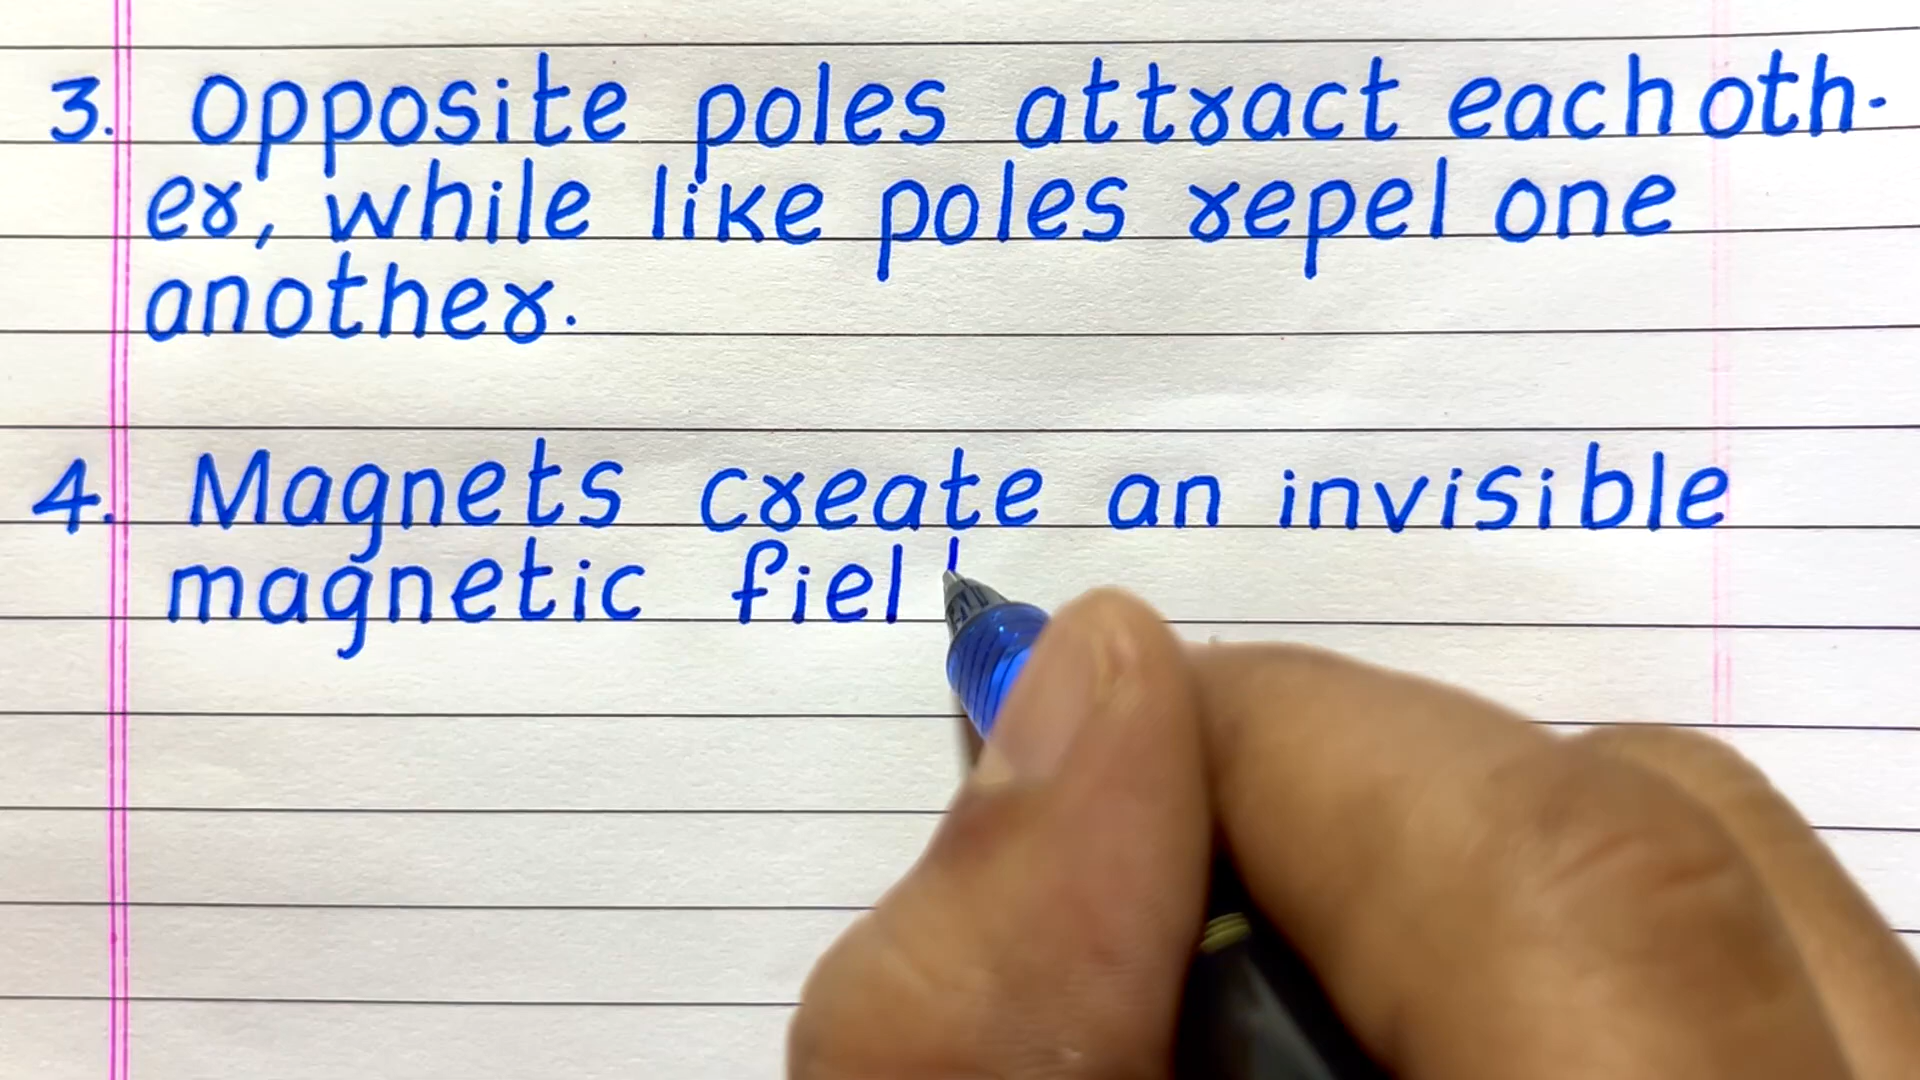 3. Opposite poles attract each oth-
er, while like poles repel one
another.
4. Magnets create an invisible
magnetic fiel